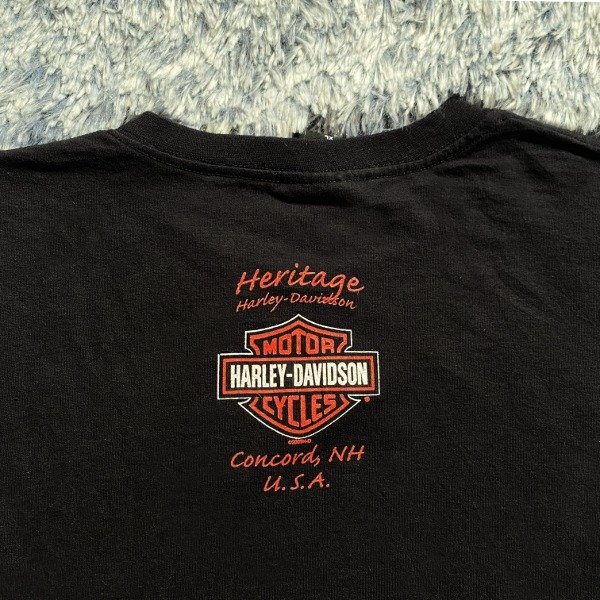 Heritage
Harley-Davidson
MOTOR
HARLEY-DAVIDSON
CYCLES
Concord, NH
U.S.A.